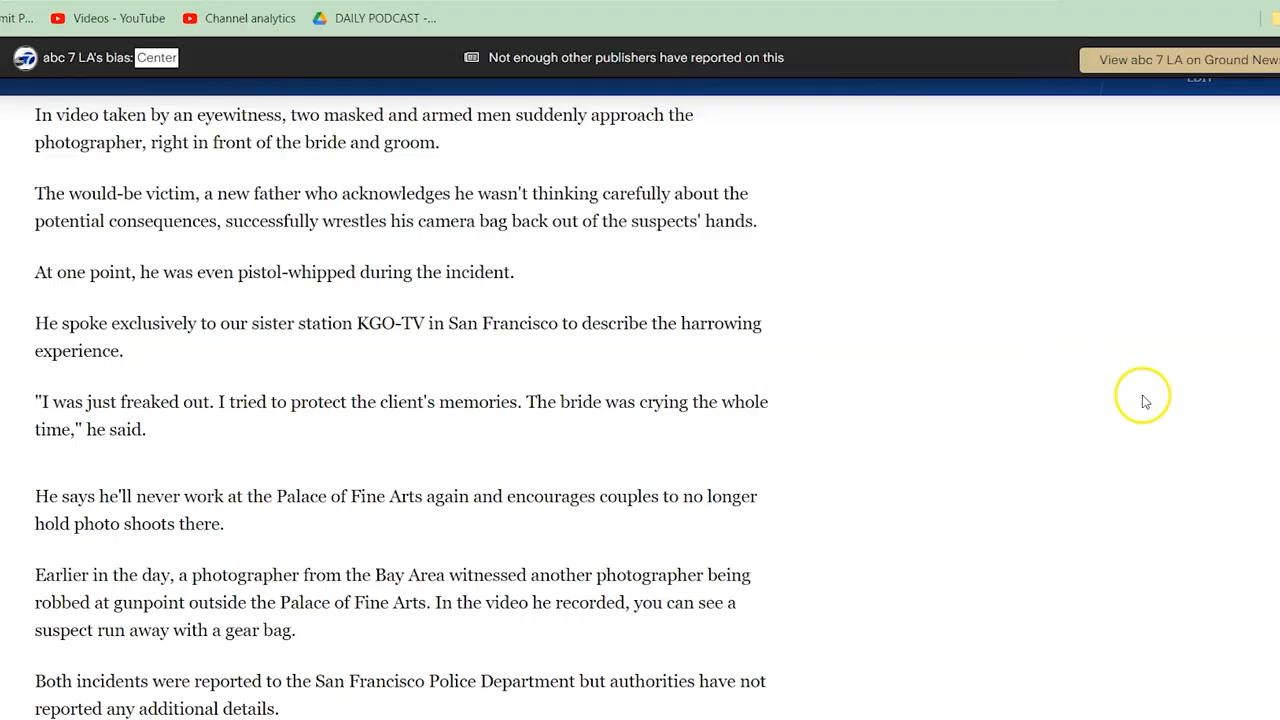 mit P...
Videos - YouTube
Channel analytics
DAILY PODCAST -...
abc 7 LA's bias: Center
Not enough other publishers have reported on this
View abc 7 LA on Ground News
EDIT
In video taken by an eyewitness, two masked and armed men suddenly approach the
photographer, right in front of the bride and groom.
The would-be victim, a new father who acknowledges he wasn't thinking carefully about the
potential consequences, successfully wrestles his camera bag back out of the suspects' hands.
At one point, he was even pistol-whipped during the incident.
He spoke exclusively to our sister station KGO-TV in San Francisco to describe the harrowing
experience.
"I was just freaked out. I tried to protect the client's memories. The bride was crying the whole
time," he said.
He says he'll never work at the Palace of Fine Arts again and encourages couples to no longer
hold photo shoots there.
Earlier in the day, a photographer from the Bay Area witnessed another photographer being
robbed at gunpoint outside the Palace of Fine Arts. In the video he recorded, you can see a
suspect run away with a gear bag.
Both incidents were reported to the San Francisco Police Department but authorities have not
reported any additional details.